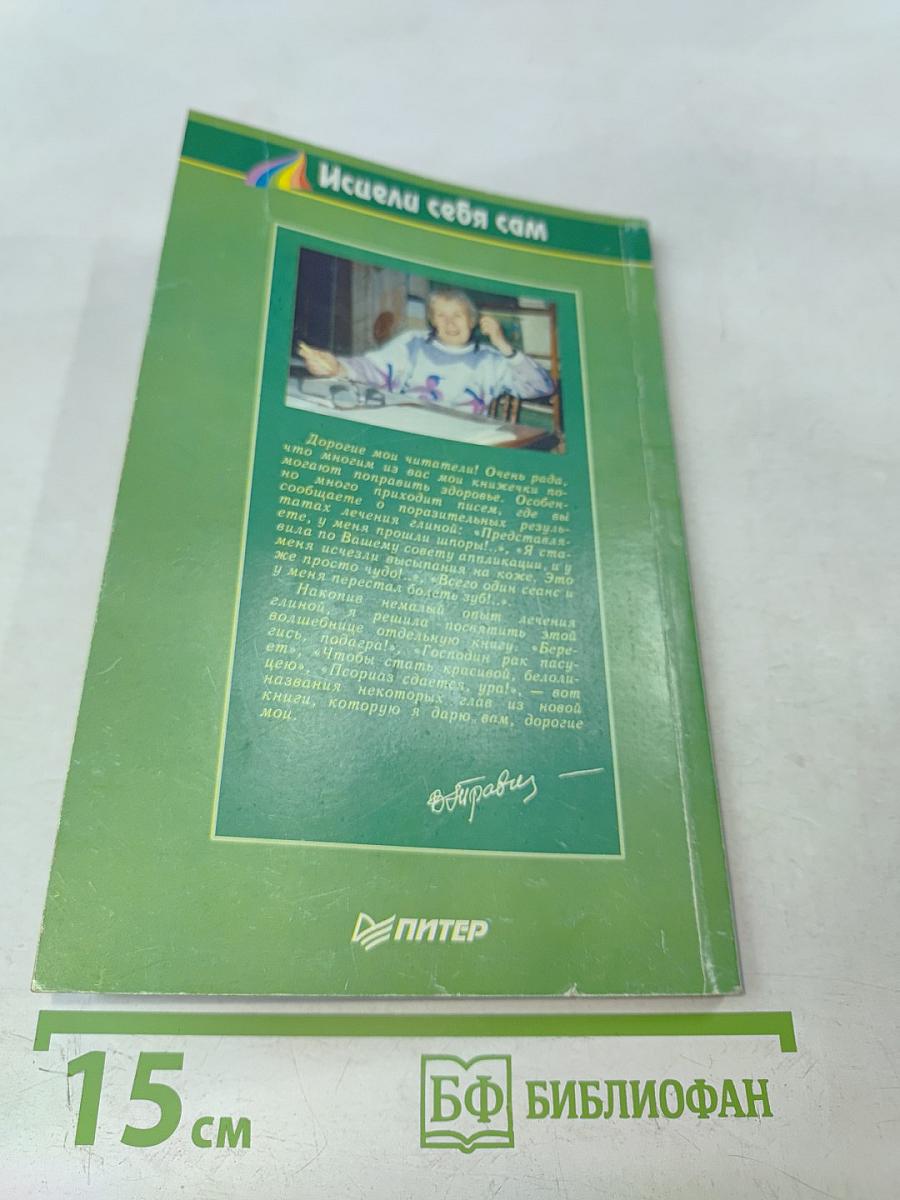 Исцели себя сам
Дорогие мои читатели! Очень рада,
что многим из вас мои книжечки по-
могают поправить здоровье. Особен-
но много приходит писем, где вы
сообщаете о поразительных резуль-
татах лечения глиной: «Представля-
ете, у меня прошли шпоры!..», «Я ста-
вила по Вашему совету аппликации, и у
меня исчезли высыпания на коже. Это
же просто чудо!..», «Всего один сеанс и
у меня перестал болеть зуб!..».
Накопив немалый опыт лечения
глиной, я решила посвятить этой
волшебнице отдельную книгу. «Бере-
гись, подагра!», «Господин рак пасу-
ет», «Чтобы стать красивой, белоли-
цею», «Псориаз сдается, ура!», — вот
названия некоторых глав из новой
книги, которую я дарю вам, дорогие
мои.
ПИТЕР
15 см
БФ БИБЛИОФАН